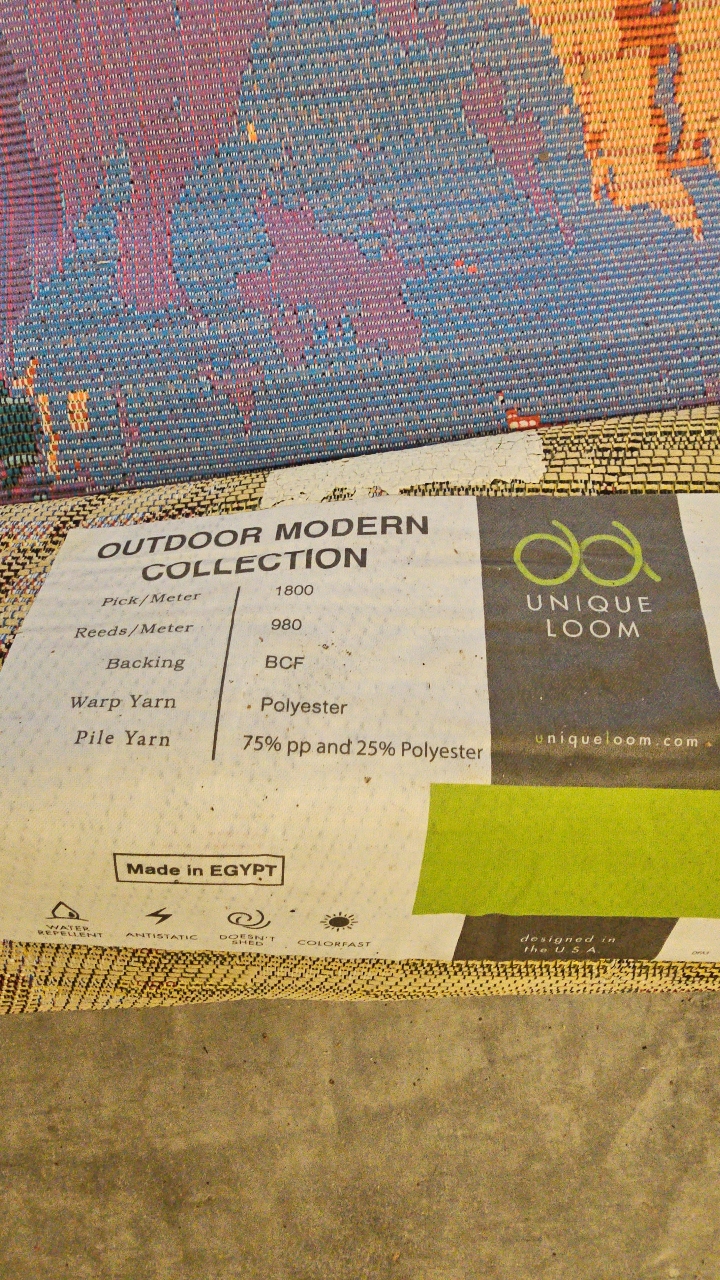 OUTDOOR MODERN
COLLECTION
Pick/Meter 1800
Reeds/Meter 980
Backing BCF
Warp Yarn Polyester
Pile Yarn 75% pp and 25% Polyester
Made in EGYPT
WATER
REPELLENT
ANTISTATIC
DOESN'T
SHED
COLORFAST
UNIQUE
LOOM
uniqueloom.com
designed in
the U.S.A.